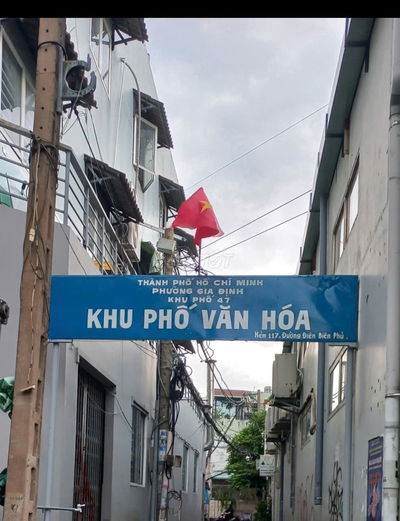 THÀNH PHỐ HỒ CHÍ MINH
PHƯỜNG GIA ĐỊNH
KHU PHỐ 47
KHU PHỐ VĂN HÓA
Hẻm 117. Đường Điện Biên Phủ.